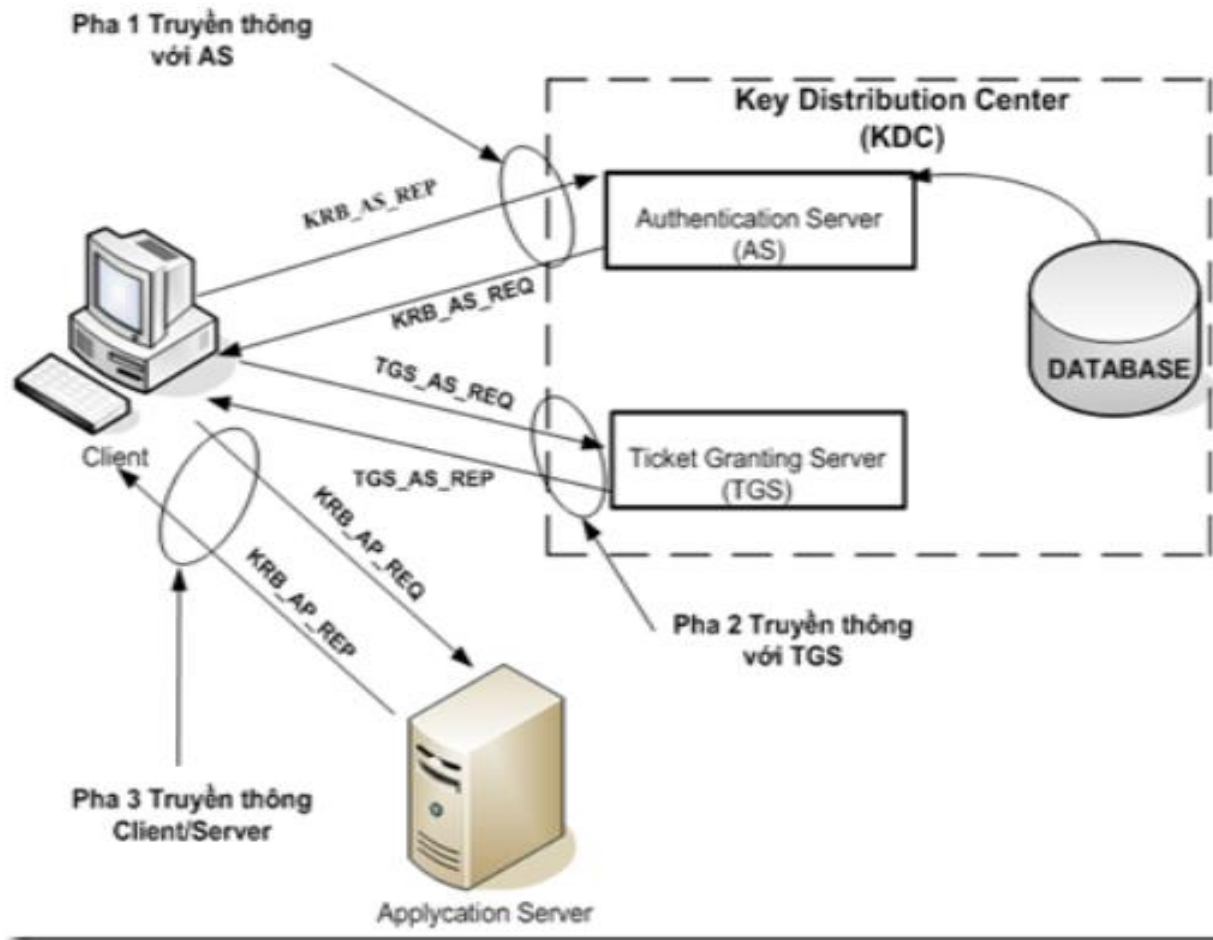 Pha 1 Truyền thông
với AS
Key Distribution Center
(KDC)
KRB_AS_REP
Authentication Server
(AS)
KRB_AS_REQ
DATABASE
TGS_AS_REQ
Client
TGS_AS_REP
Ticket Granting Server
(TGS)
KRB_AP_REQ
KRB_AP_REP
Pha 2 Truyền thông
với TGS
Pha 3 Truyền thông
Client/Server
Applycation Server